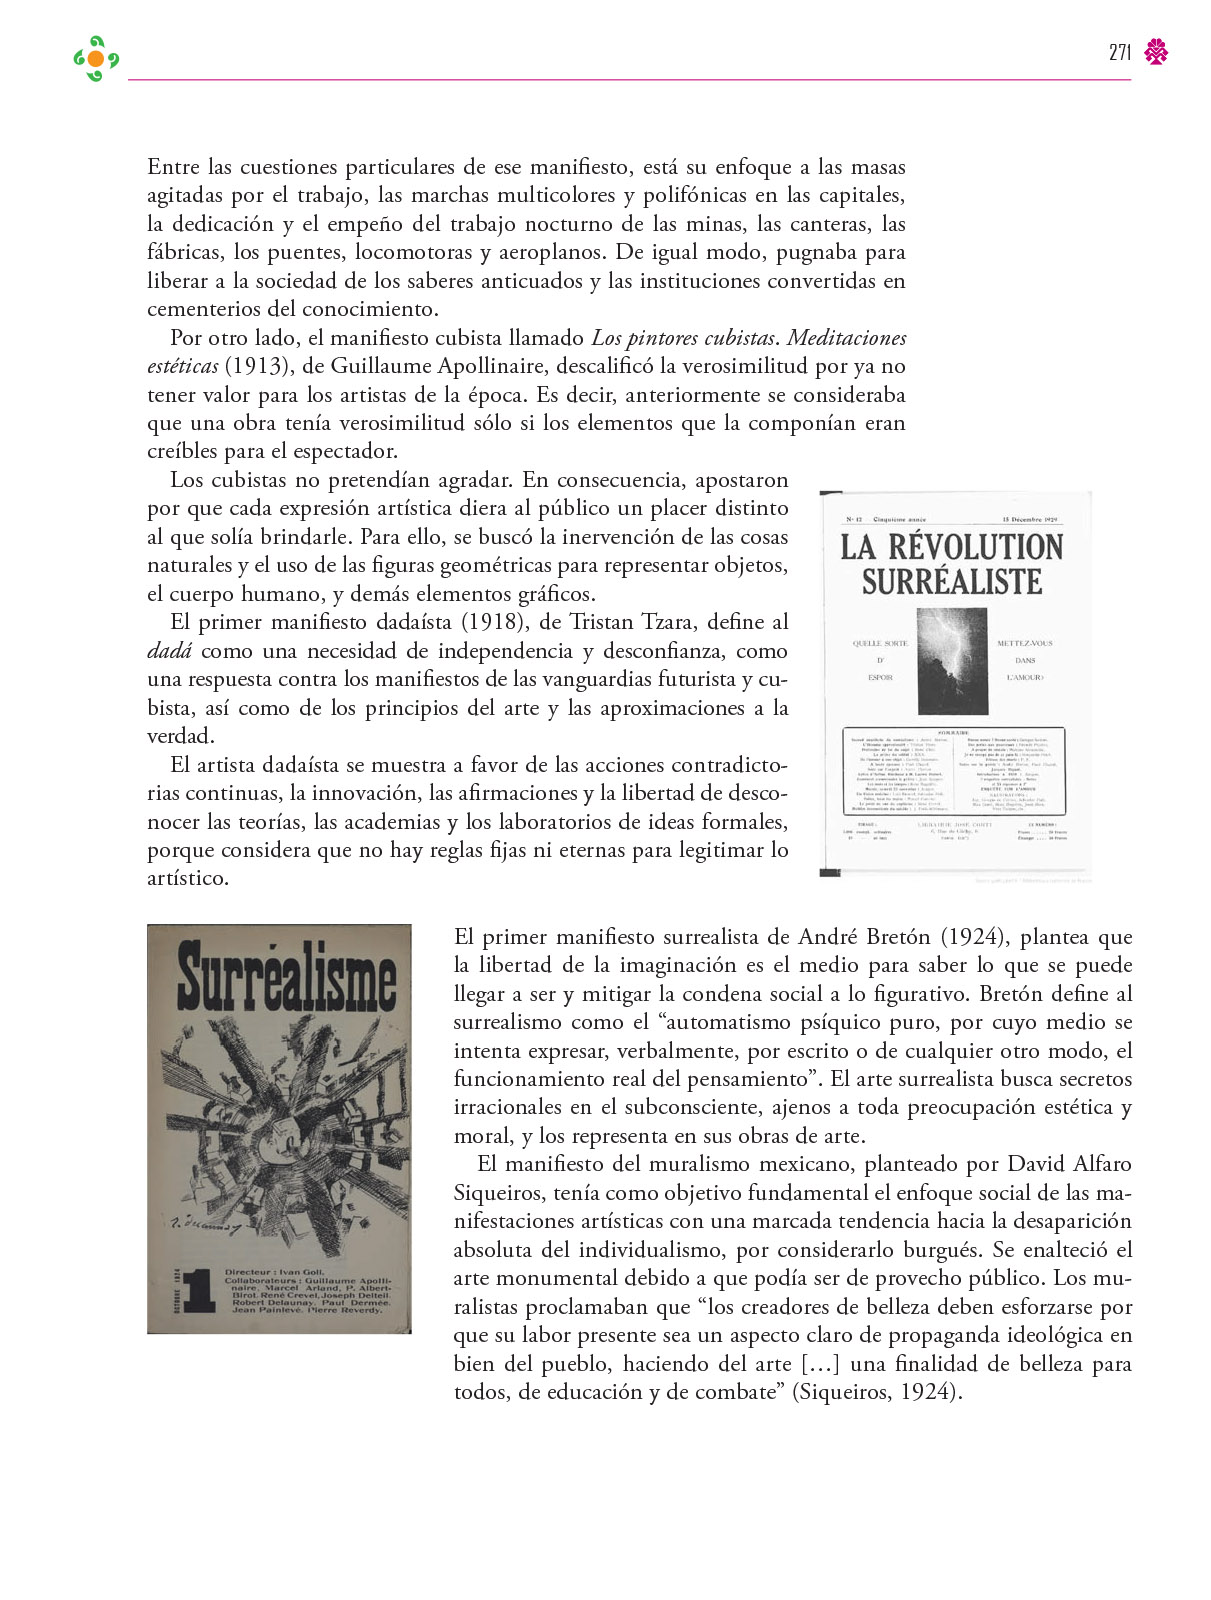 271
Entre las cuestiones particulares de ese manifiesto, está su enfoque a las masas
agitadas por el trabajo, las marchas multicolores y polifónicas en las capitales,
la dedicación y el empeño del trabajo nocturno de las minas, las canteras, las
fábricas, los puentes, locomotoras y aeroplanos. De igual modo, pugnaba para
liberar a la sociedad de los saberes anticuados y las instituciones convertidas en
cementerios del conocimiento.
Por otro lado, el manifiesto cubista llamado Los pintores cubistas. Meditaciones
estéticas (1913), de Guillaume Apollinaire, descalificó la verosimilitud por ya no
tener valor para los artistas de la época. Es decir, anteriormente se consideraba
que una obra tenía verosimilitud sólo si los elementos que la componían eran
creíbles para el espectador.
Los cubistas no pretendían agradar. En consecuencia, apostaron
por que cada expresión artística diera al público un placer distinto
al que solía brindarle. Para ello, se buscó la inervención de las cosas
naturales y el uso de las figuras geométricas para representar objetos,
el cuerpo humano, y demás elementos gráficos.
El primer manifiesto dadaísta (1918), de Tristan Tzara, define al
dadá como una necesidad de independencia y desconfianza, como
una respuesta contra los manifiestos de las vanguardias futurista y cu-
bista, así como de los principios del arte y las aproximaciones a la
verdad.
El artista dadaísta se muestra a favor de las acciones contradicto-
rias continuas, la innovación, las afirmaciones y la libertad de desco-
nocer las teorías, las academias y los laboratorios de ideas formales,
porque considera que no hay reglas fijas ni eternas para legitimar lo
artístico.
No 12 Cinquième année 15 Décembre 1929
LA RÉVOLUTION
SURRÉALISTE
QUELLE SORTE
D'
ESPOIR
METTEZ-VOUS
DANS
L'AMOUR?
SOMMAIRE
LIBRAIRIE JOSÉ CORTI
Surréalisme
OCTOBRE 1924
1
Directeur : Ivan Goll,
Collaborateurs : Guillaume Apolli-
naire, Marcel Arland, P. Albert-
Birot, René Crevel, Joseph Delteil,
Robert Delaunay, Paul Dermée,
Jean Painlevé, Pierre Reverdy.
El primer manifiesto surrealista de André Bretón (1924), plantea que
la libertad de la imaginación es el medio para saber lo que se puede
llegar a ser y mitigar la condena social a lo figurativo. Bretón define al
surrealismo como el “automatismo psíquico puro, por cuyo medio se
intenta expresar, verbalmente, por escrito o de cualquier otro modo, el
funcionamiento real del pensamiento”. El arte surrealista busca secretos
irracionales en el subconsciente, ajenos a toda preocupación estética y
moral, y los representa en sus obras de arte.
El manifiesto del muralismo mexicano, planteado por David Alfaro
Siqueiros, tenía como objetivo fundamental el enfoque social de las ma-
nifestaciones artísticas con una marcada tendencia hacia la desaparición
absoluta del individualismo, por considerarlo burgués. Se enalteció el
arte monumental debido a que podía ser de provecho público. Los mu-
ralistas proclamaban que “los creadores de belleza deben esforzarse por
que su labor presente sea un aspecto claro de propaganda ideológica en
bien del pueblo, haciendo del arte […] una finalidad de belleza para
todos, de educación y de combate” (Siqueiros, 1924).